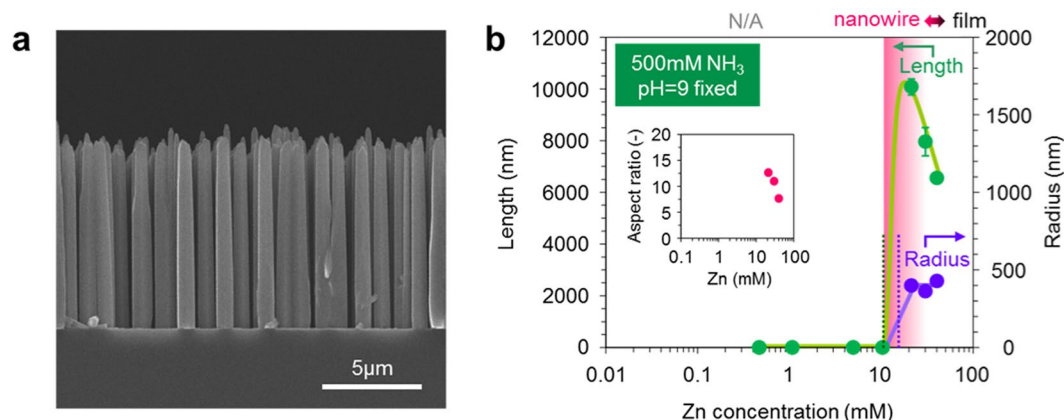 a
5µm
b
N/A
nanowire
film
12000
10000
8000
6000
4000
2000
0
Length (nm)
500mM NH₃
pH=9 fixed
Length
Radius
2000
1500
1000
500
0
Radius (nm)
20
15
10
5
0
Aspect ratio (-)
0.1 1 10 100
Zn (mM)
0.01 0.1 1 10 100
Zn concentration (mM)